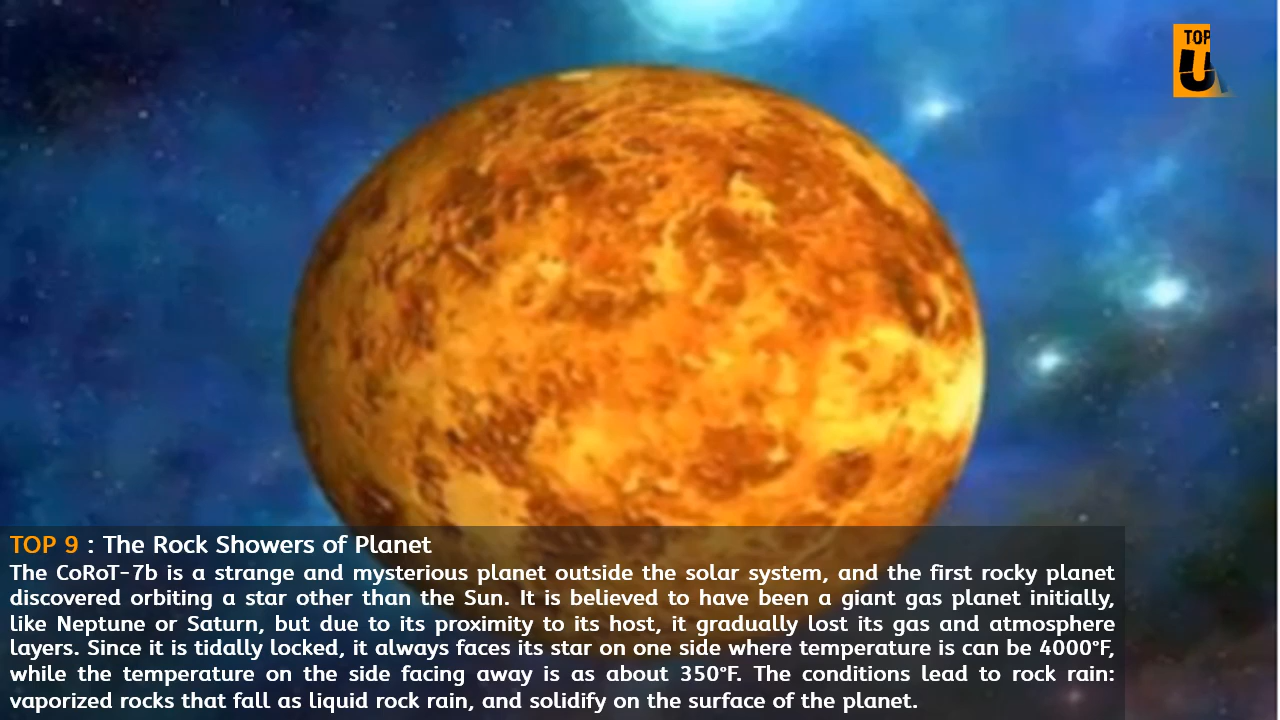 TOP
U
TOP 9 : The Rock Showers of Planet
The CoRoT-7b is a strange and mysterious planet outside the solar system, and the first rocky planet
discovered orbiting a star other than the Sun. It is believed to have been a giant gas planet initially,
like Neptune or Saturn, but due to its proximity to its host, it gradually lost its gas and atmosphere
layers. Since it is tidally locked, it always faces its star on one side where temperature is can be 4000°F,
while the temperature on the side facing away is as about 350°F. The conditions lead to rock rain:
vaporized rocks that fall as liquid rock rain, and solidify on the surface of the planet.